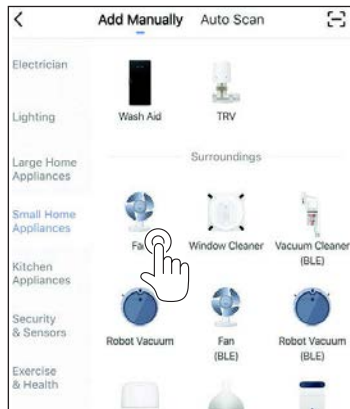 Add Manually Auto Scan
Electrician
Lighting
Large Home
Appliances
Small Home
Appliances
Kitchen
Appliances
Security
& Sensors
Exercise
& Health
Wash Aid TRV
Surroundings
Fan Window Cleaner Vacuum Cleaner
(BLE)
Robot Vacuum Fan
(BLE) Robot Vacuum
(BLE)